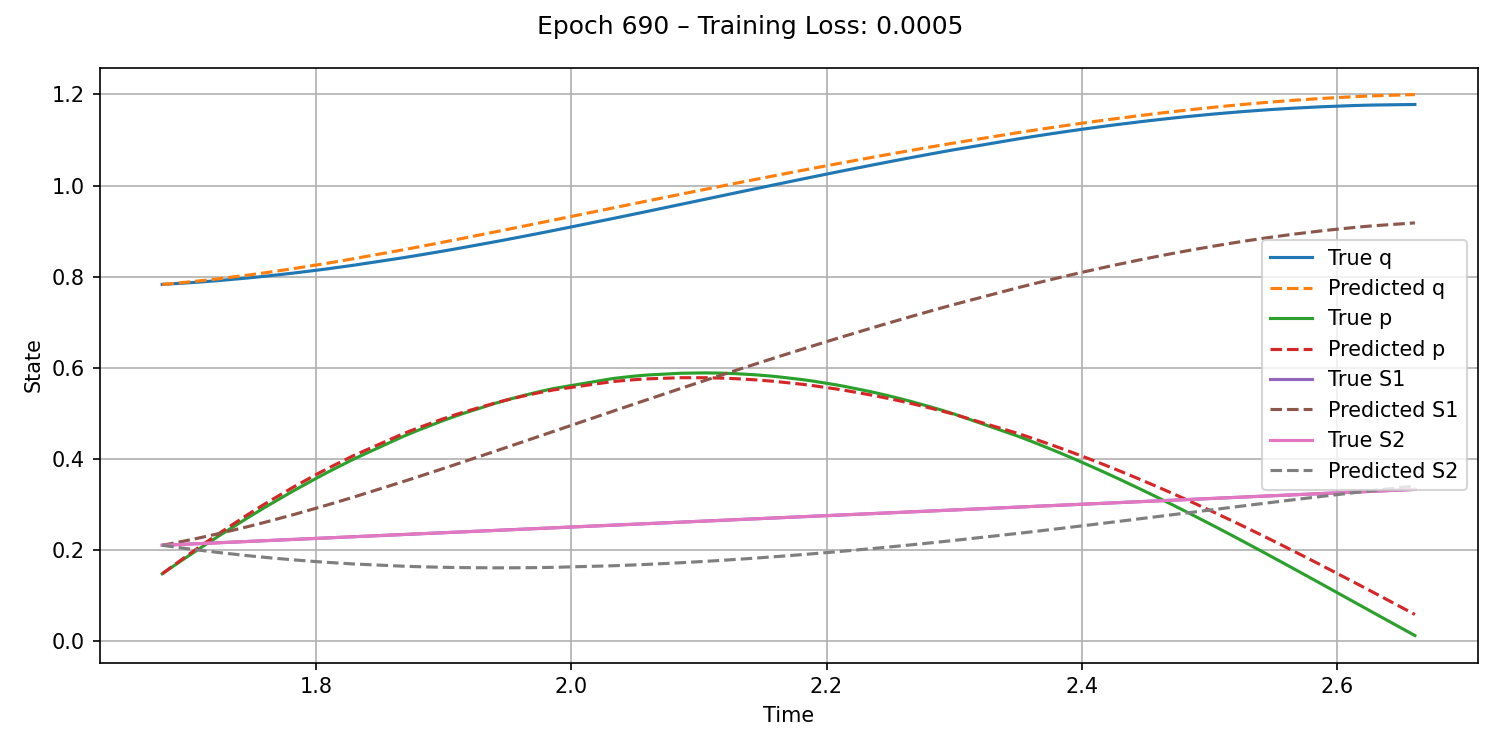 Epoch 690 – Training Loss: 0.0005
1.2
1.0
0.8
0.6
0.4
0.2
0.0
State
True q
Predicted q
True p
Predicted p
True S1
Predicted S1
True S2
Predicted S2
1.8
2.0
2.2
2.4
2.6
Time